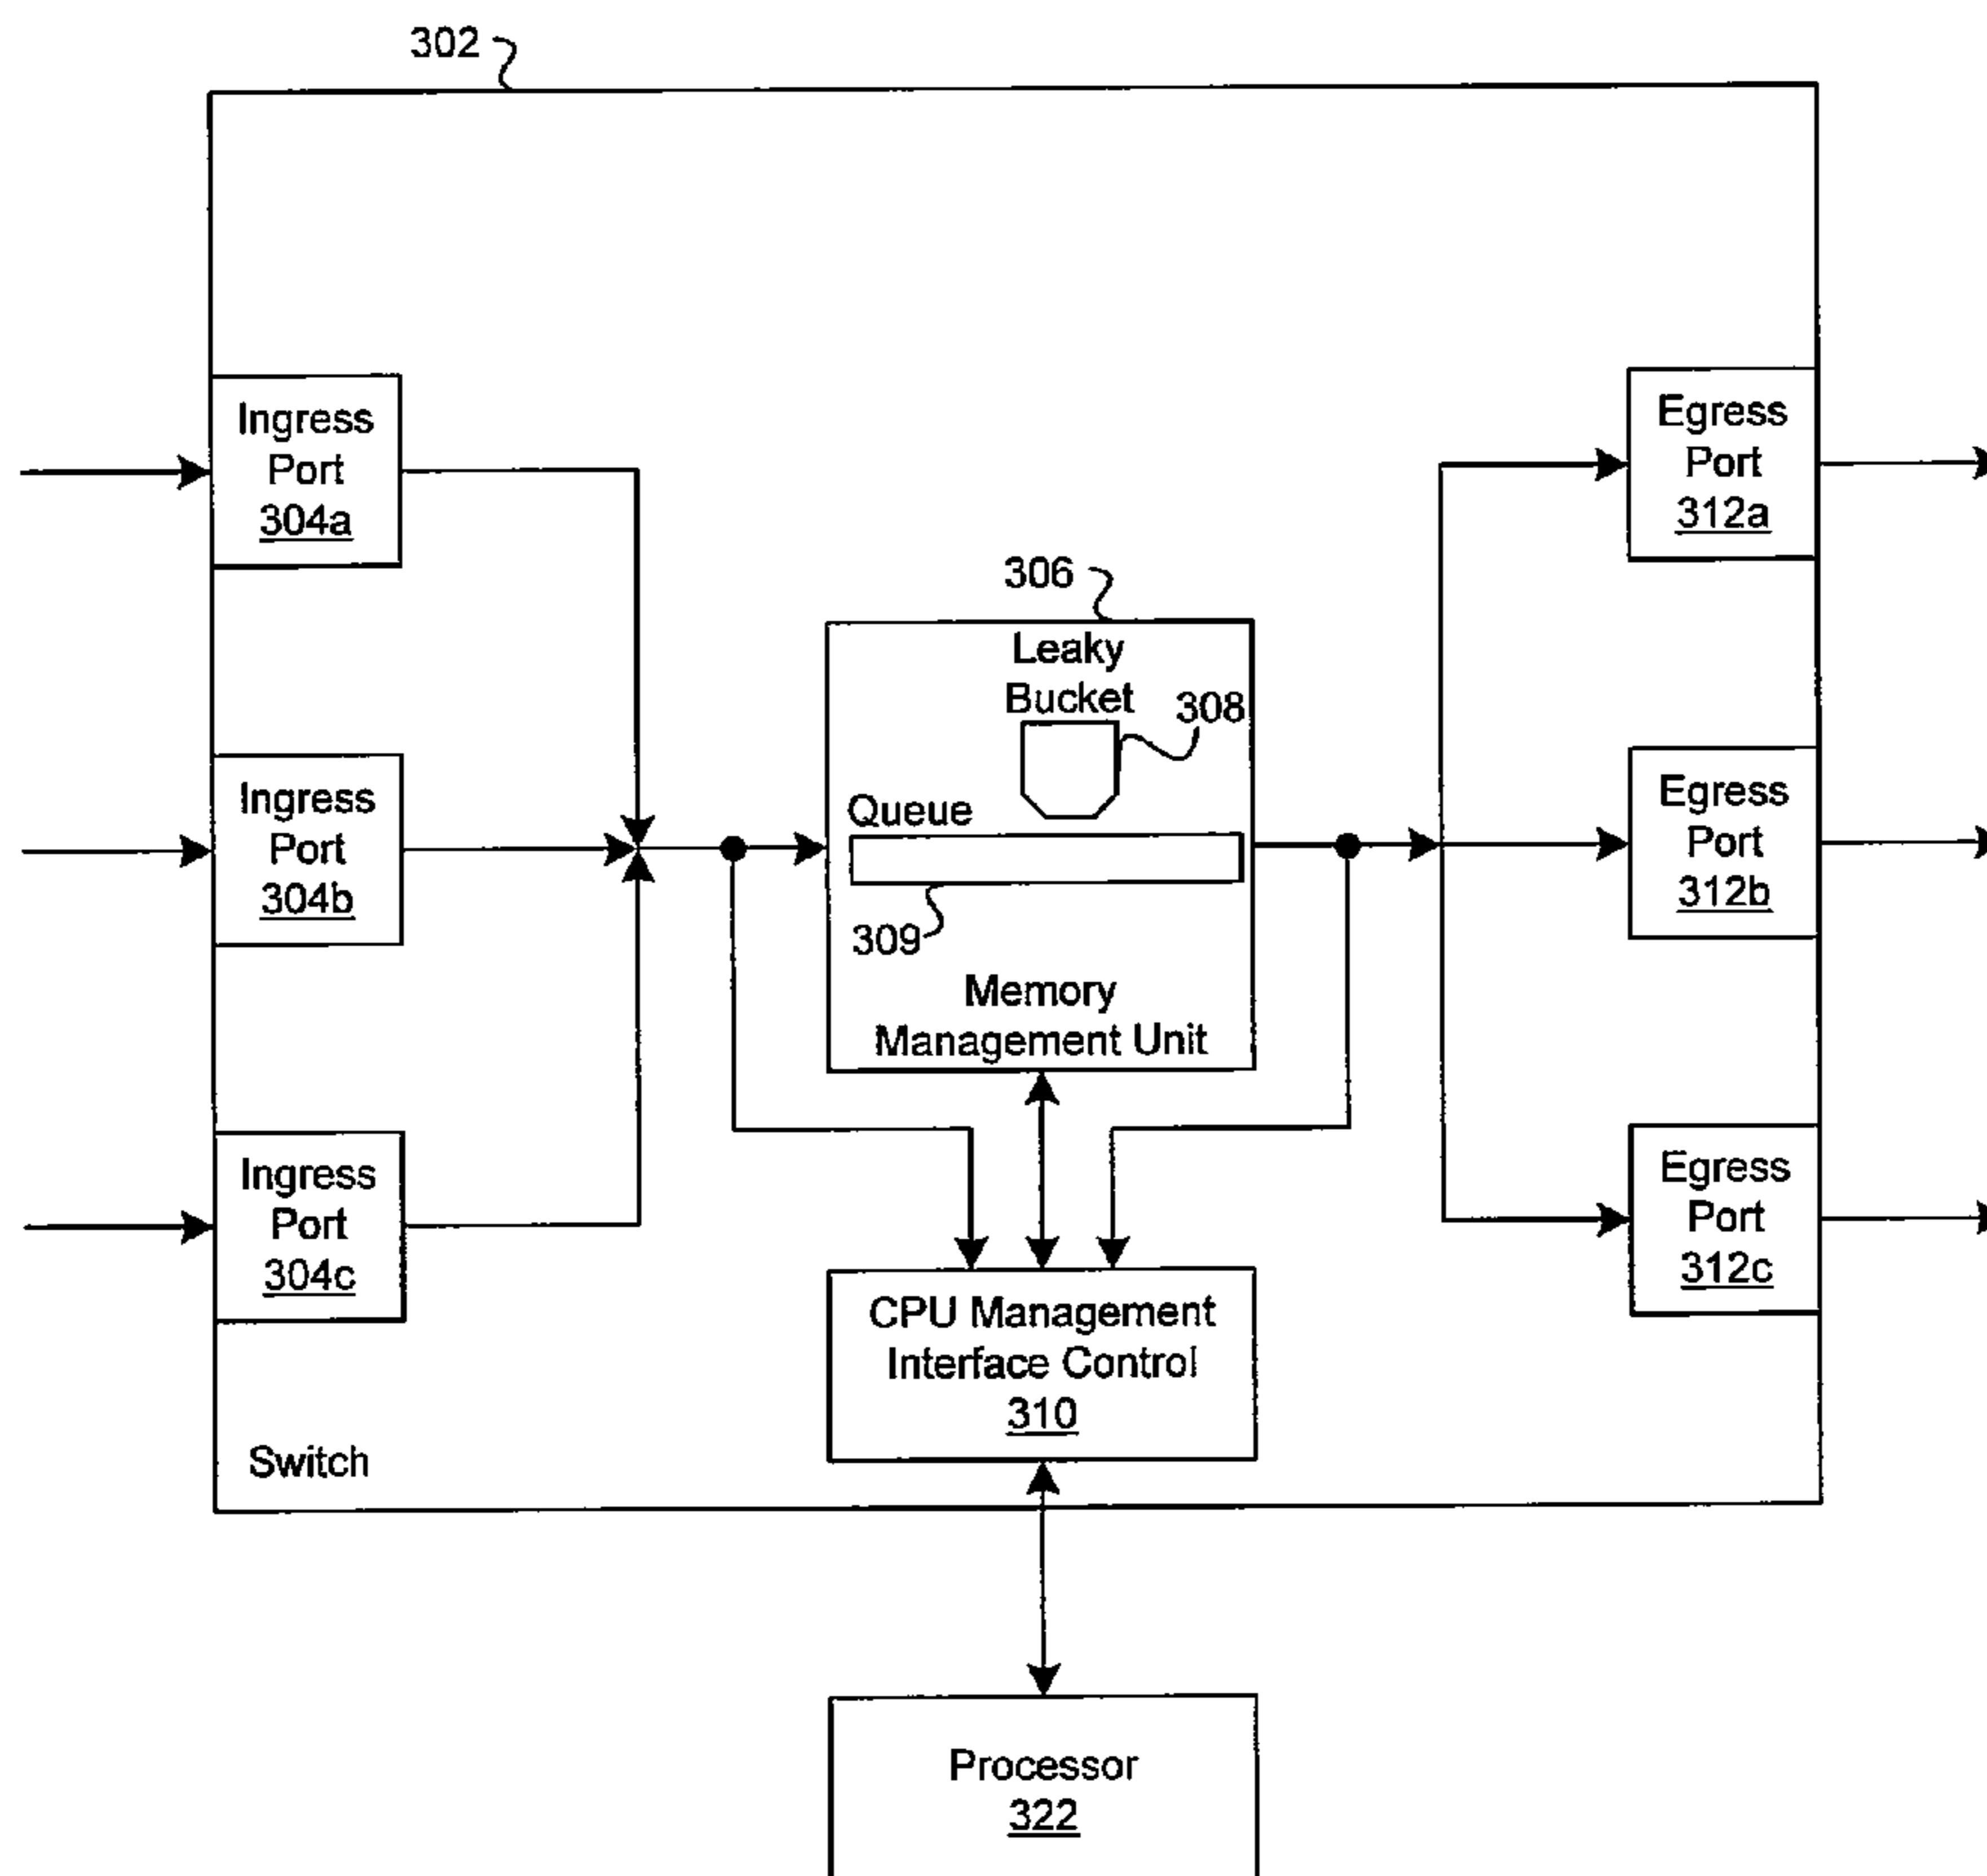 302
Ingress
Port
304a
Egress
Port
312a
306
Leaky
Bucket
308
Queue
309
Memory
Management Unit
Ingress
Port
304b
Egress
Port
312b
Ingress
Port
304c
Egress
Port
312c
CPU Management
Interface Control
310
Switch
Processor
322